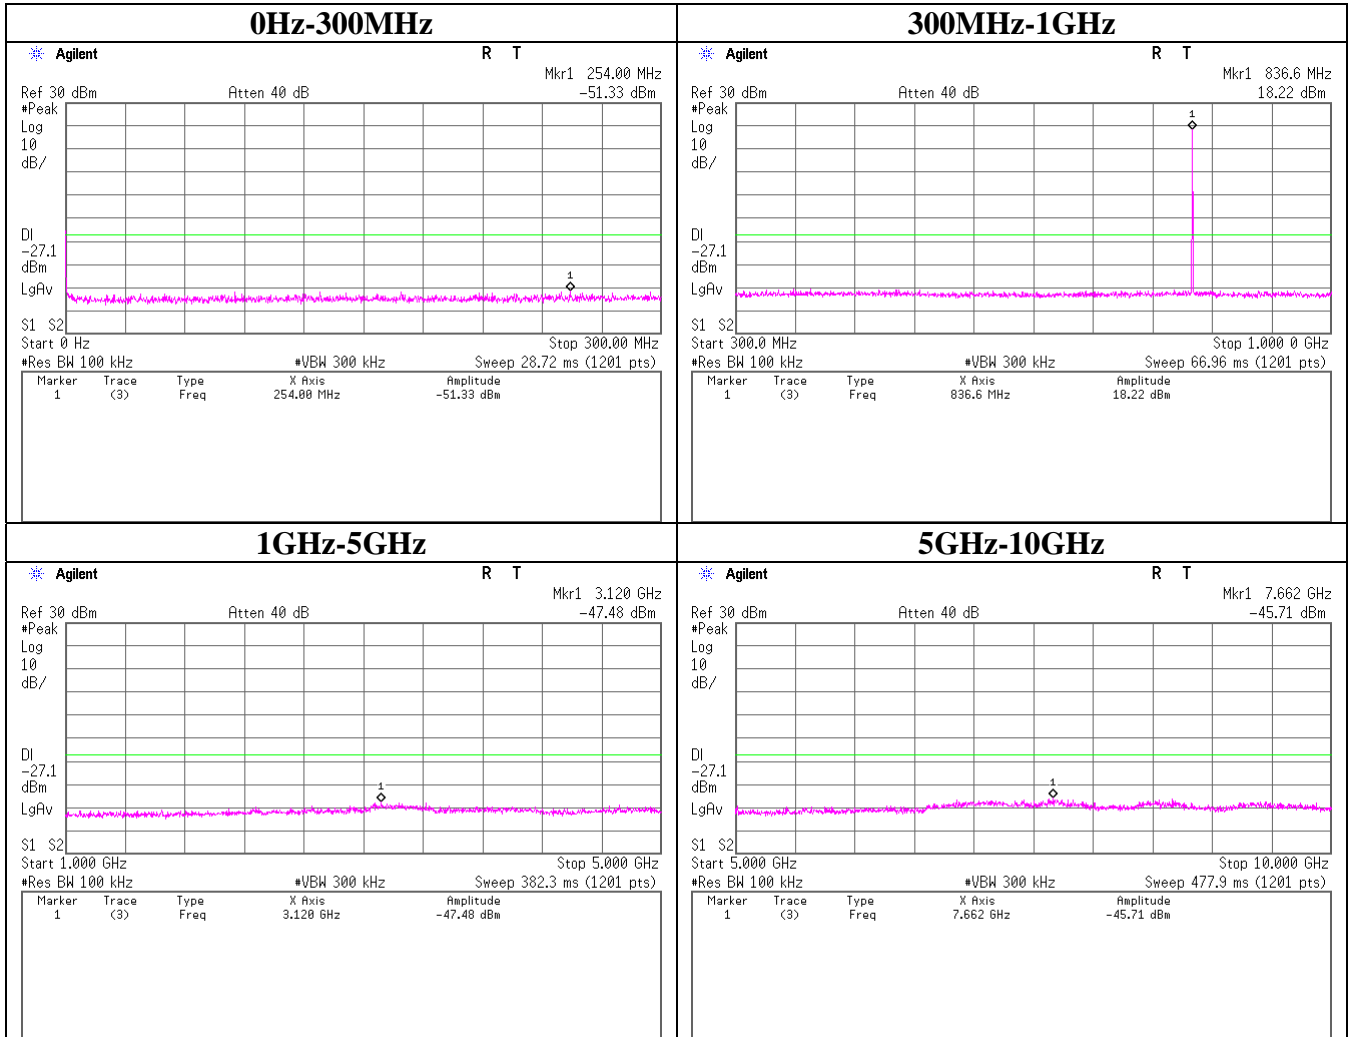 0Hz-300MHz
Agilent
R T
Mkr1 254.00 MHz
Ref 30 dBm Atten 40 dB -51.33 dBm
#Peak
Log
10
dB/
1
DI
-27.1
dBm
LgAv
S1 S2
Start 0 Hz Stop 300.00 MHz
#Res BW 100 kHz #VBW 300 kHz Sweep 28.72 ms (1201 pts)
Marker Trace Type X Axis Amplitude
1 (3) Freq 254.00 MHz -51.33 dBm
300MHz-1GHz
Agilent
R T
Mkr1 836.6 MHz
Ref 30 dBm Atten 40 dB 18.22 dBm
#Peak
Log
10
dB/
1
DI
-27.1
dBm
LgAv
S1 S2
Start 300.0 MHz Stop 1.000 0 GHz
#Res BW 100 kHz #VBW 300 kHz Sweep 66.96 ms (1201 pts)
Marker Trace Type X Axis Amplitude
1 (3) Freq 836.6 MHz 18.22 dBm
1GHz-5GHz
Agilent
R T
Mkr1 3.120 GHz
Ref 30 dBm Atten 40 dB -47.48 dBm
#Peak
Log
10
dB/
1
DI
-27.1
dBm
LgAv
S1 S2
Start 1.000 GHz Stop 5.000 GHz
#Res BW 100 kHz #VBW 300 kHz Sweep 382.3 ms (1201 pts)
Marker Trace Type X Axis Amplitude
1 (3) Freq 3.120 GHz -47.48 dBm
5GHz-10GHz
Agilent
R T
Mkr1 7.662 GHz
Ref 30 dBm Atten 40 dB -45.71 dBm
#Peak
Log
10
dB/
1
DI
-27.1
dBm
LgAv
S1 S2
Start 5.000 GHz Stop 10.000 GHz
#Res BW 100 kHz #VBW 300 kHz Sweep 477.9 ms (1201 pts)
Marker Trace Type X Axis Amplitude
1 (3) Freq 7.662 GHz -45.71 dBm